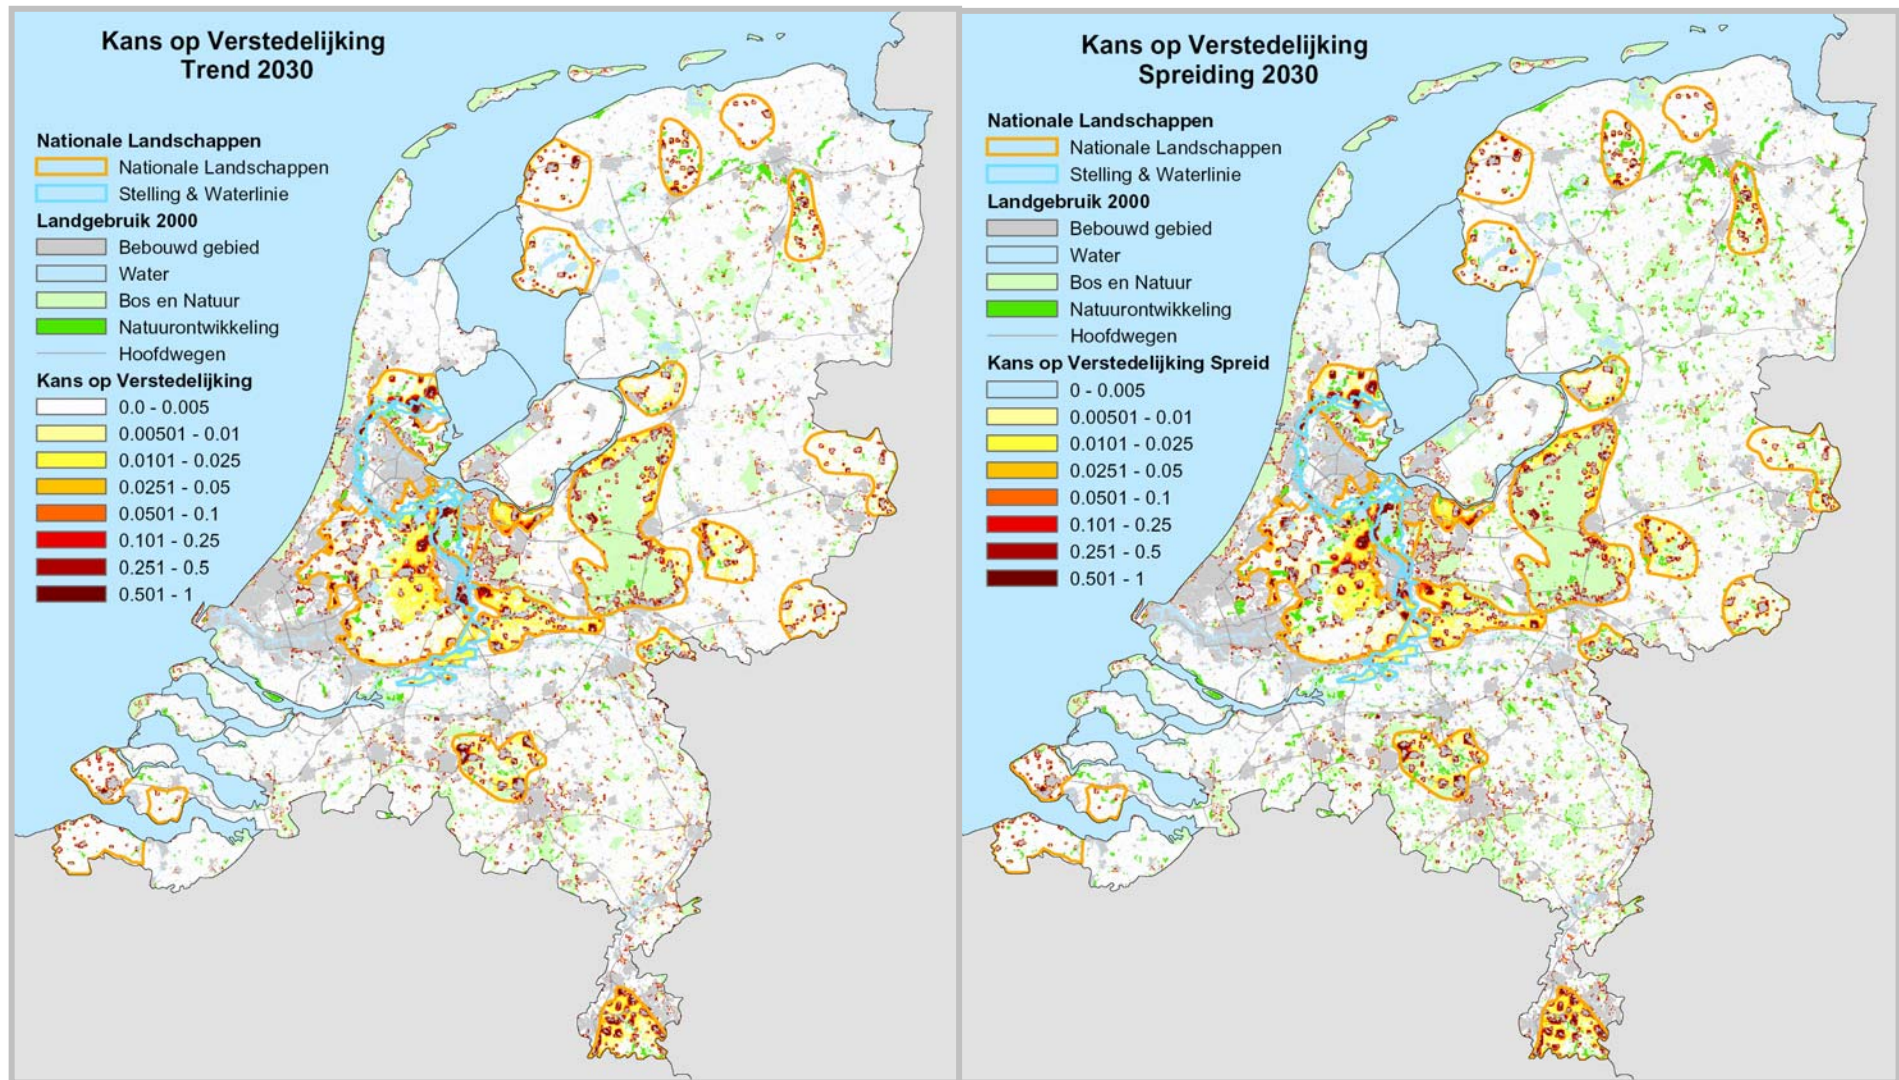 Kans op Verstedelijking
Trend 2030
Nationale Landschappen
Nationale Landschappen
Stelling & Waterlinie
Landgebruik 2000
Bebouwd gebied
Water
Bos en Natuur
Natuurontwikkeling
Hoofdwegen
Kans op Verstedelijking
0.0 - 0.005
0.00501 - 0.01
0.0101 - 0.025
0.0251 - 0.05
0.0501 - 0.1
0.101 - 0.25
0.251 - 0.5
0.501 - 1
Kans op Verstedelijking
Spreiding 2030
Nationale Landschappen
Nationale Landschappen
Stelling & Waterlinie
Landgebruik 2000
Bebouwd gebied
Water
Bos en Natuur
Natuurontwikkeling
Hoofdwegen
Kans op Verstedelijking Spreid
0 - 0.005
0.00501 - 0.01
0.0101 - 0.025
0.0251 - 0.05
0.0501 - 0.1
0.101 - 0.25
0.251 - 0.5
0.501 - 1